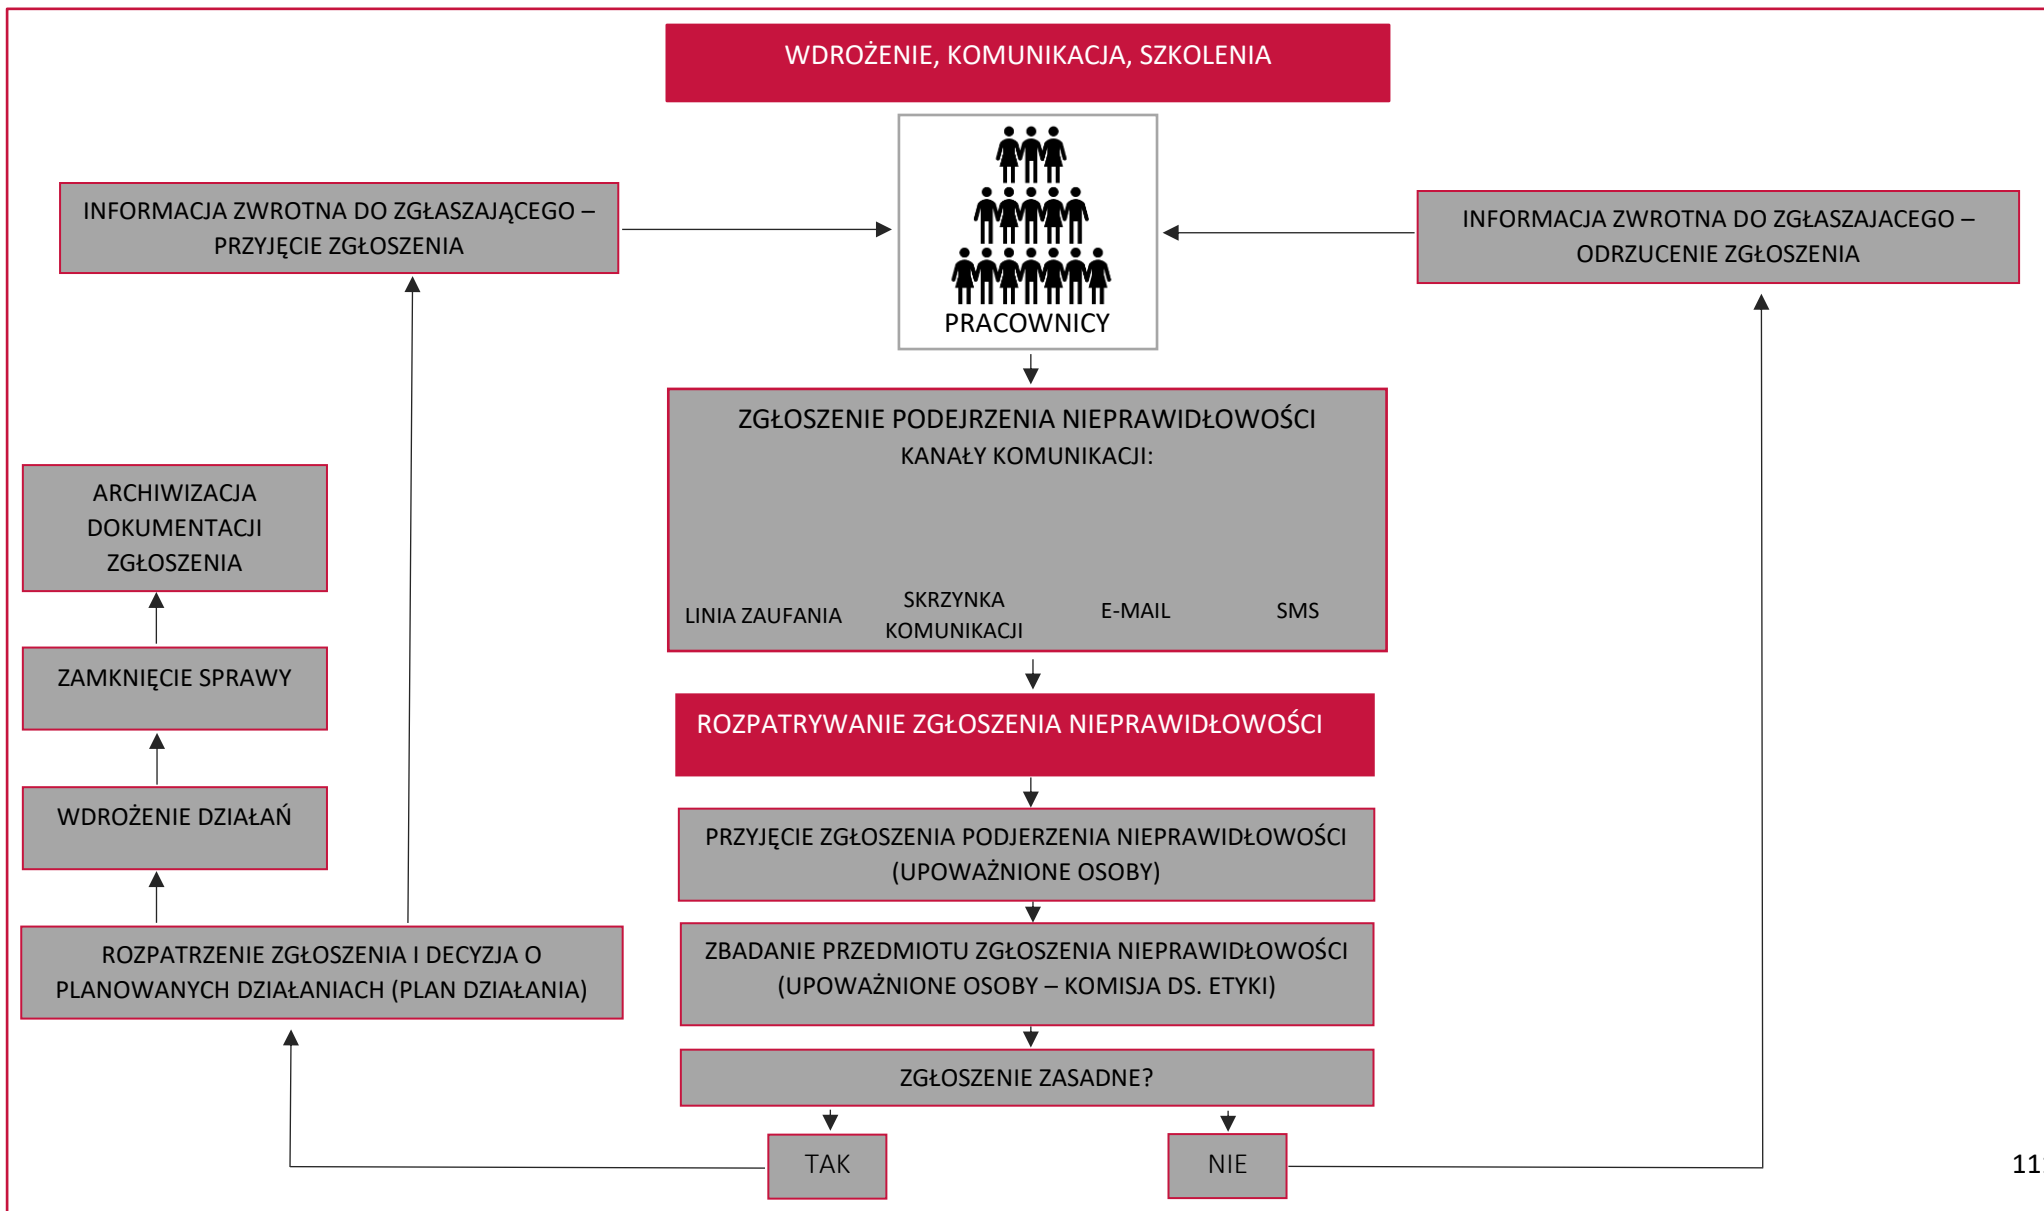 WDROŻENIE, KOMUNIKACJA, SZKOLENIA
INFORMACJA ZWROTNA DO ZGŁASZAJĄCEGO –
PRZYJĘCIE ZGŁOSZENIA
PRACOWNICY
INFORMACJA ZWROTNA DO ZGŁASZAJACEGO –
ODRZUCENIE ZGŁOSZENIA
ZGŁOSZENIE PODEJRZENIA NIEPRAWIDŁOWOŚCI
KANAŁY KOMUNIKACJI:
LINIA ZAUFANIA
SKRZYNKA
KOMUNIKACJI
E-MAIL
SMS
ARCHIWIZACJA
DOKUMENTACJI
ZGŁOSZENIA
ZAMKNIĘCIE SPRAWY
WDROŻENIE DZIAŁAŃ
ROZPATRZENIE ZGŁOSZENIA I DECYZJA O
PLANOWANYCH DZIAŁANIACH (PLAN DZIAŁANIA)
ROZPATRYWANIE ZGŁOSZENIA NIEPRAWIDŁOWOŚCI
PRZYJĘCIE ZGŁOSZENIA PODJERZENIA NIEPRAWIDŁOWOŚCI
(UPOWAŻNIONE OSOBY)
ZBADANIE PRZEDMIOTU ZGŁOSZENIA NIEPRAWIDŁOWOŚCI
(UPOWAŻNIONE OSOBY – KOMISJA DS. ETYKI)
ZGŁOSZENIE ZASADNE?
TAK
NIE
11